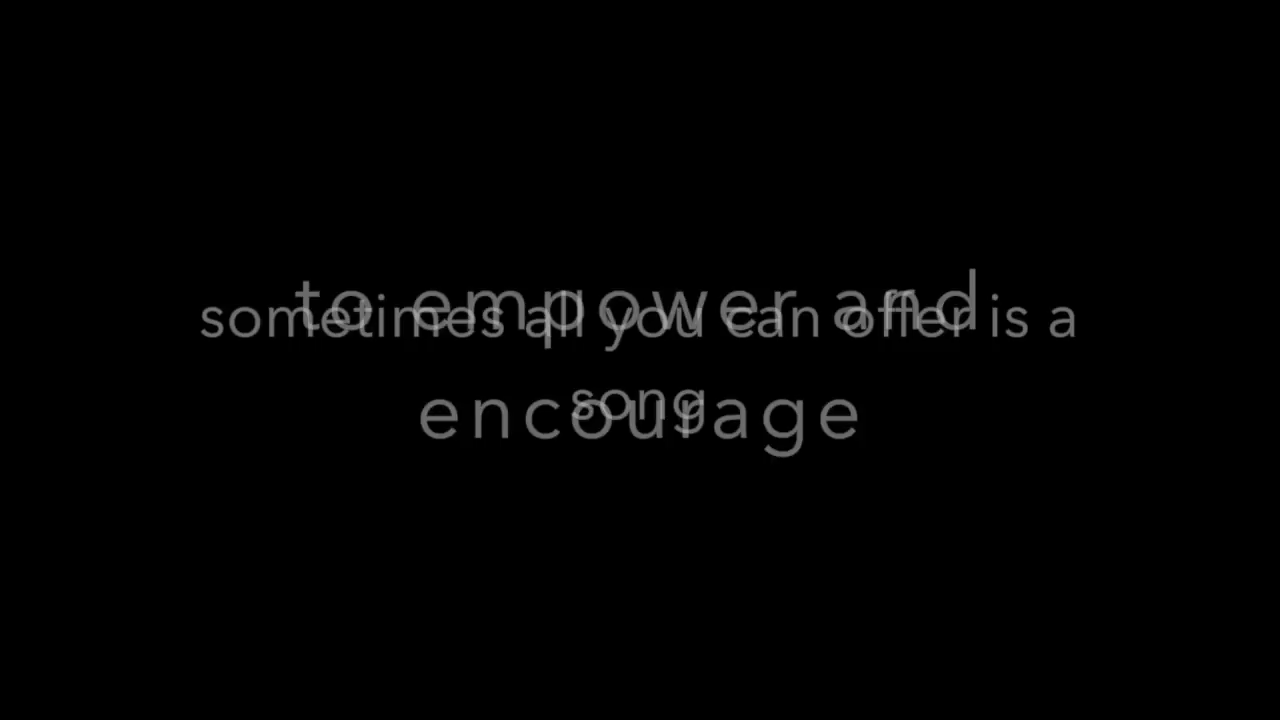 to empower and
encourage
sometimes all you can offer is a
song